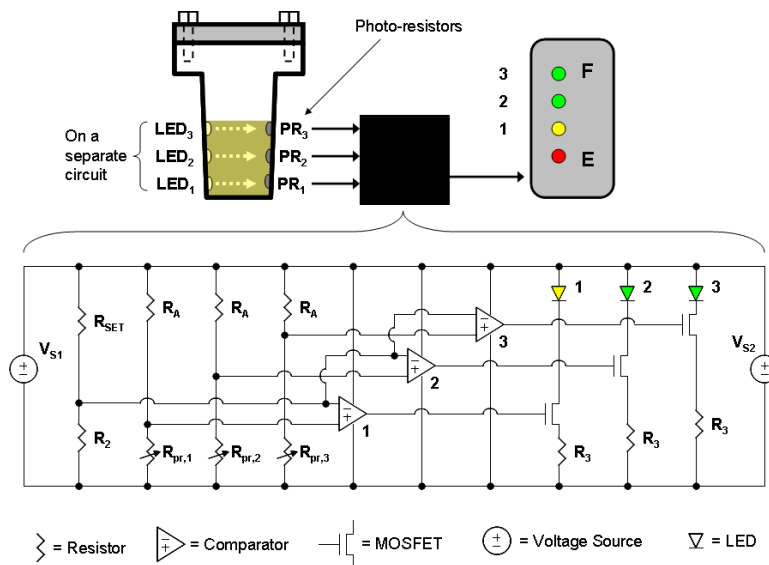 Photo-resistors
On a
separate
circuit
LED3 PR3
LED2 PR2
LED1 PR1
3 F
2
1
E
1 2 3
RSET RA RA RA
VS1 VS2
3
2
1
R2 Rpr,1 Rpr,2 Rpr,3 R3 R3 R3
= Resistor = Comparator = MOSFET = Voltage Source = LED